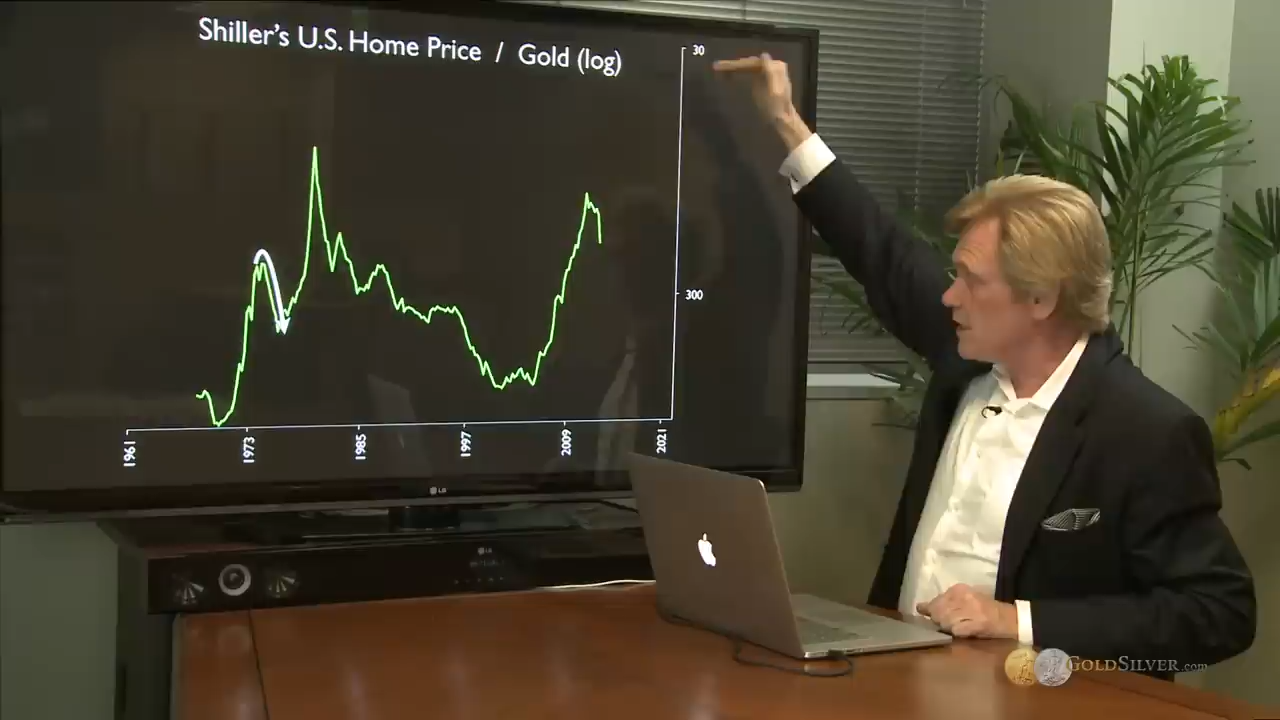 Shiller's U.S. Home Price / Gold (log)
30
300
1961
1973
1985
1997
2009
2021
LG
LG
GOLDSILVER.com